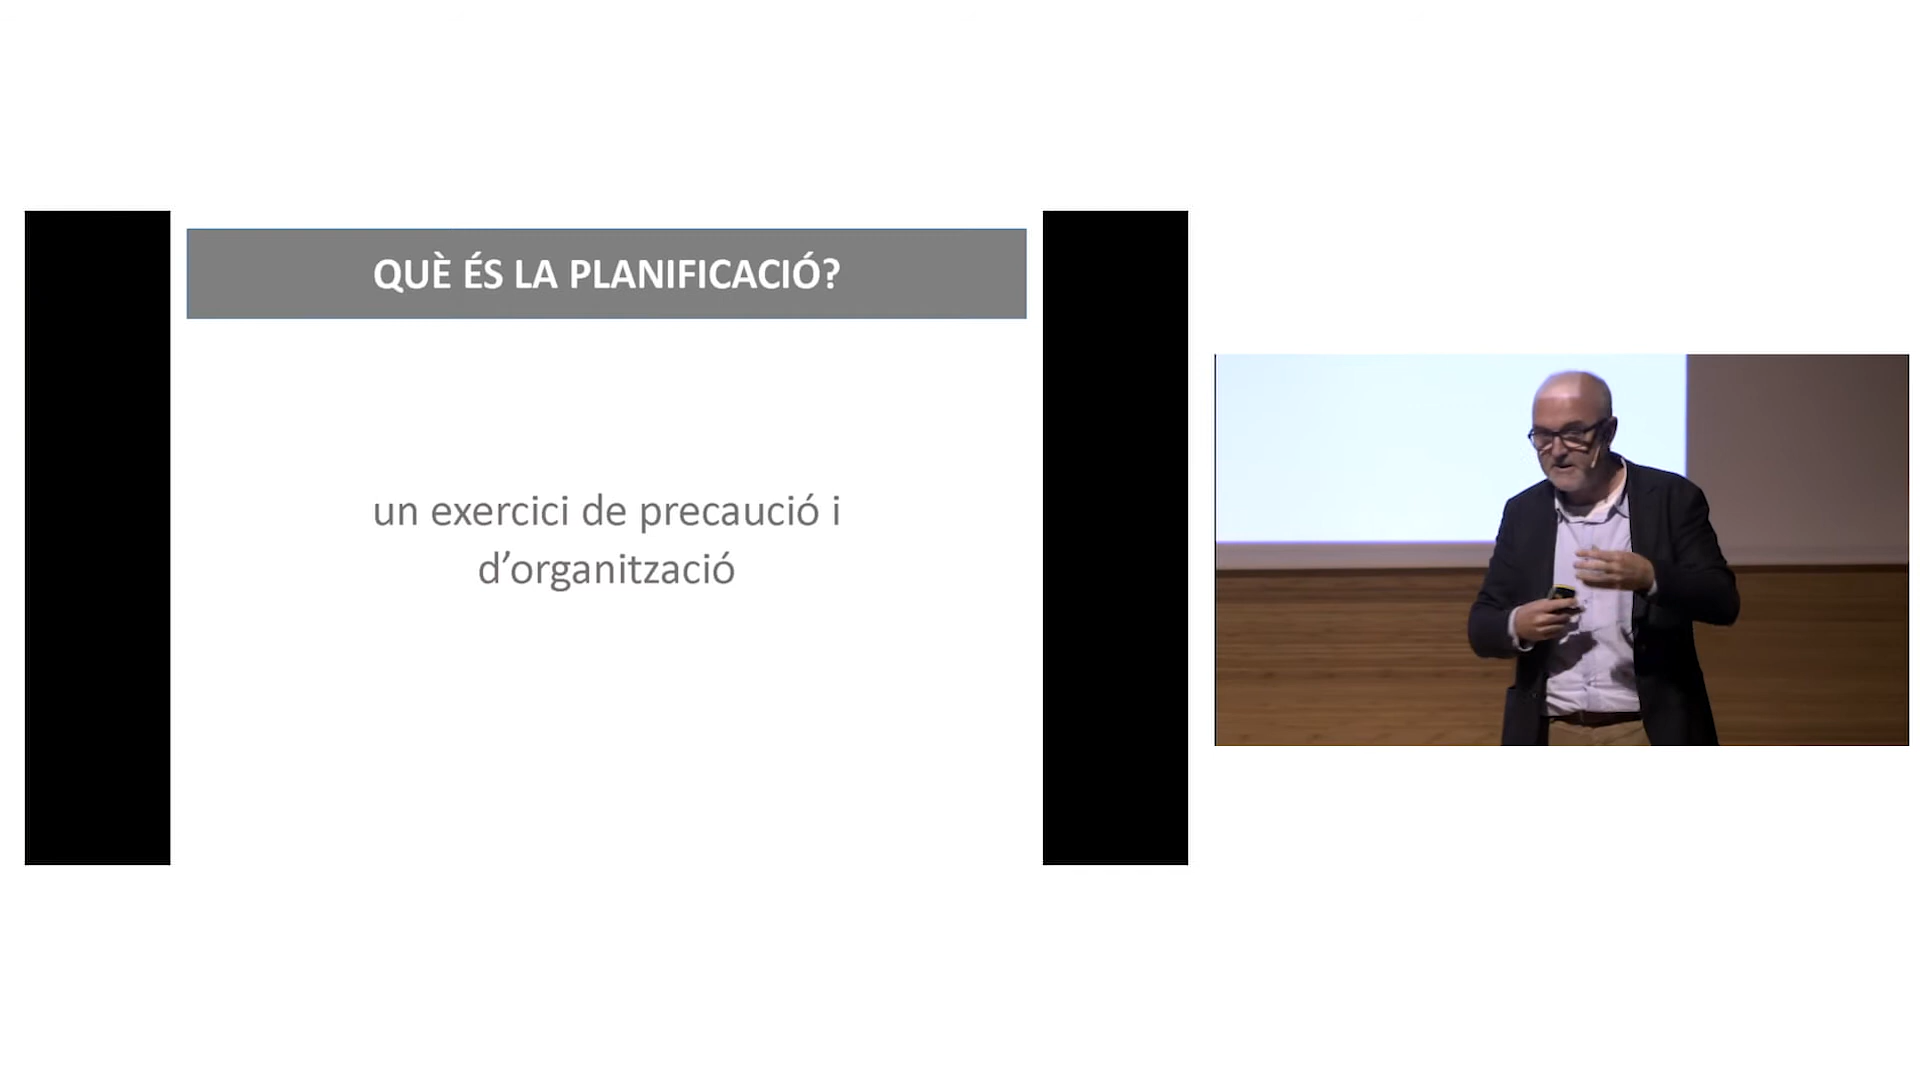 QUÈ ÉS LA PLANIFICACIÓ?
un exercici de precaució i
d’organització